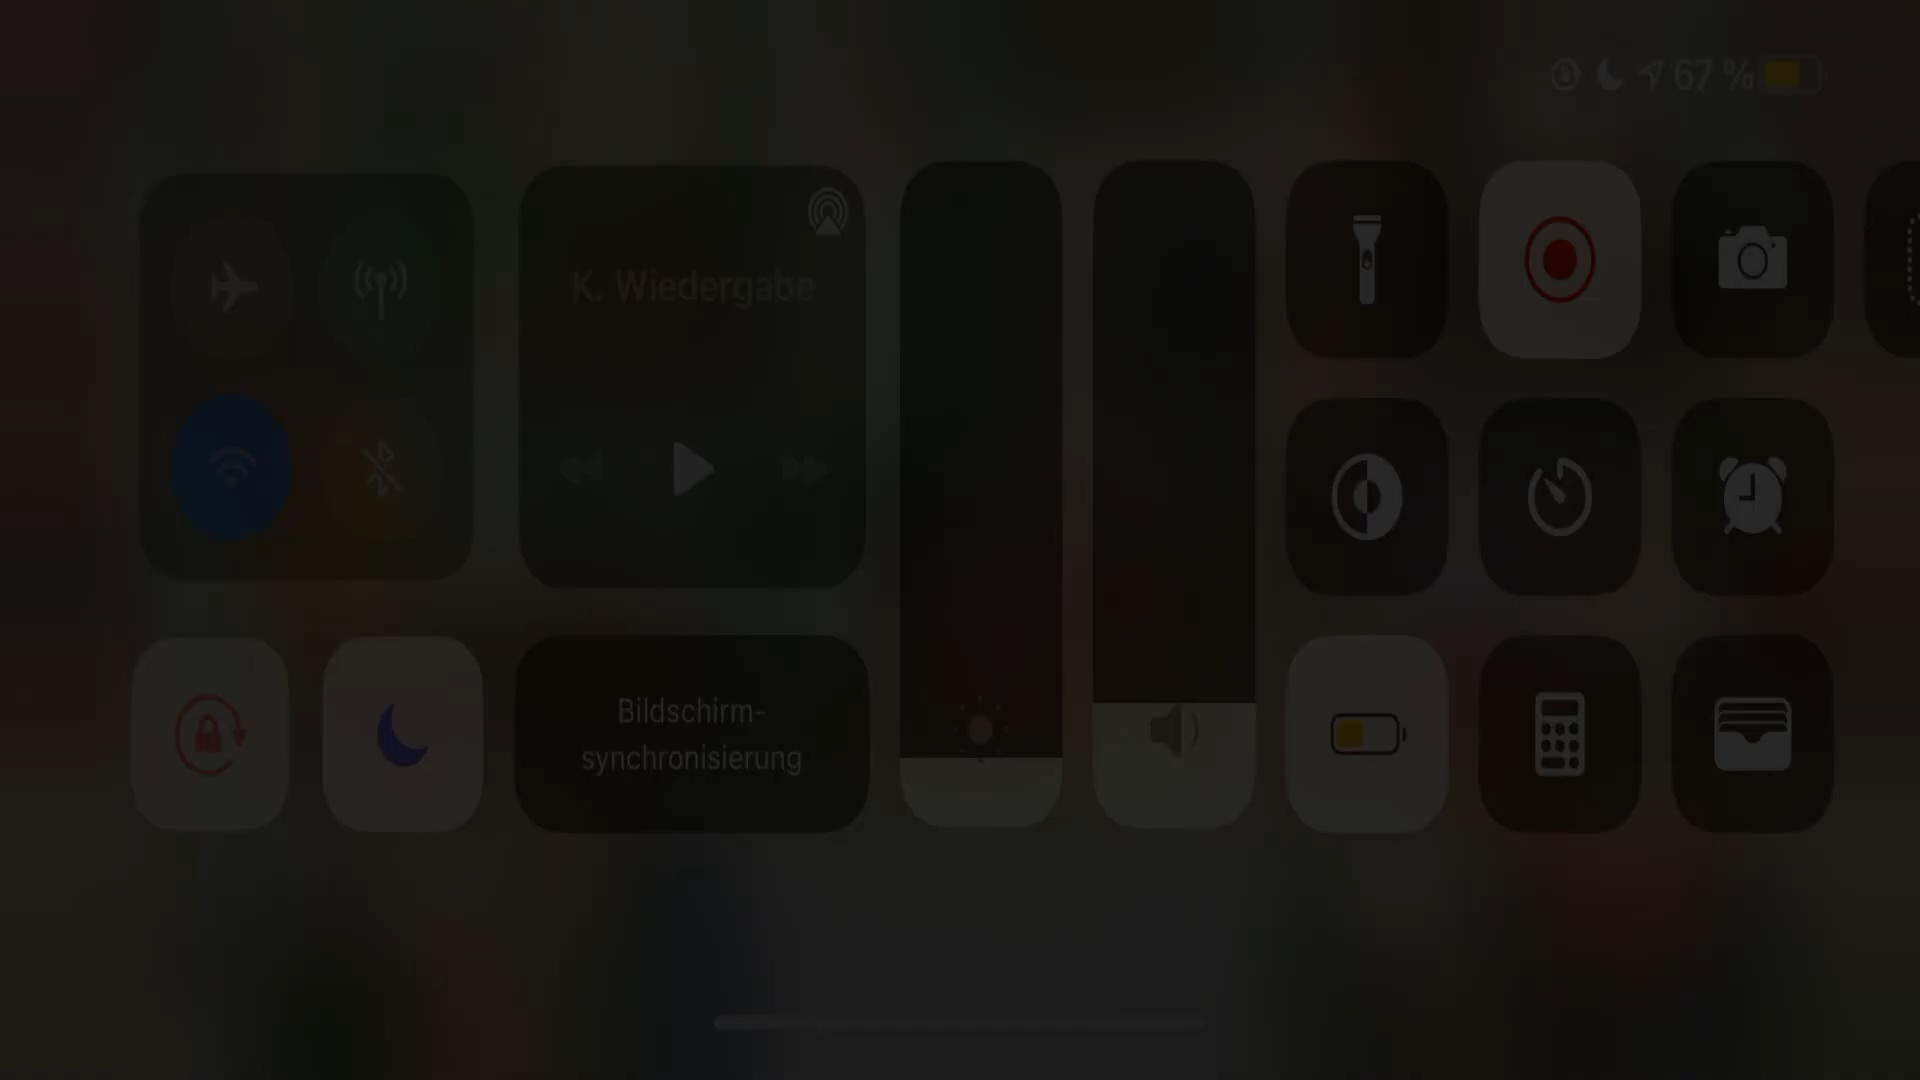 67 %
K. Wiedergabe
Bildschirm-
synchronisierung